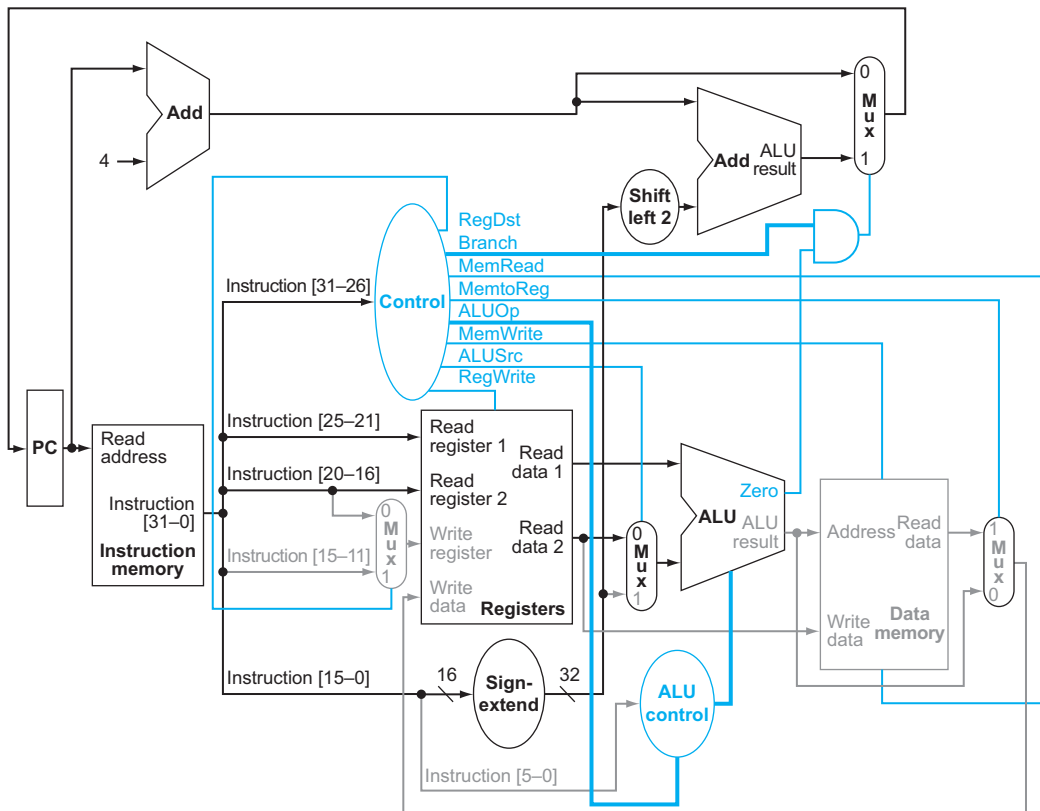 0
Mux
1
Add
4
Add
ALU
result
Shift
left 2
RegDst
Branch
MemRead
MemtoReg
ALUOp
MemWrite
ALUSrc
RegWrite
Control
Instruction [31–26]
PC
Read
address
Instruction
[31–0]
Instruction
memory
Instruction [25–21]
Instruction [20–16]
Instruction [15–11]
0
Mux
1
Read
register 1
Read
register 2
Write
register
Write
data
Read
data 1
Read
data 2
Registers
0
Mux
1
ALU
Zero
ALU
result
Address
Read
data
Write
data
Data
memory
1
Mux
0
Instruction [15–0]
16
Sign-
extend
32
ALU
control
Instruction [5–0]